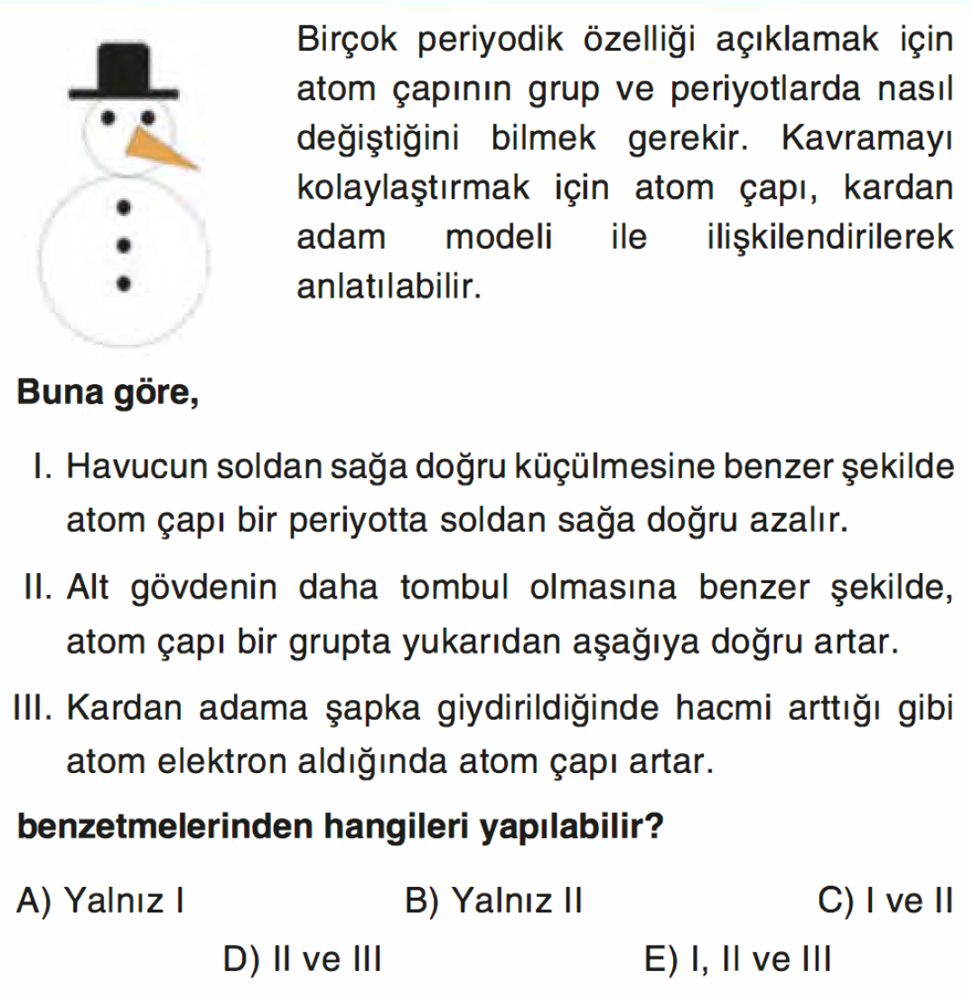 Birçok periyodik özelliği açıklamak için
atom çapının grup ve periyotlarda nasıl
değiştiğini bilmek gerekir. Kavramayı
kolaylaştırmak için atom çapı, kardan
adam modeli ile ilişkilendirilerek
anlatılabilir.
Buna göre,
I. Havucun soldan sağa doğru küçülmesine benzer şekilde
atom çapı bir periyotta soldan sağa doğru azalır.
II. Alt gövdenin daha tombul olmasına benzer şekilde,
atom çapı bir grupta yukarıdan aşağıya doğru artar.
III. Kardan adama şapka giydirildiğinde hacmi arttığı gibi
atom elektron aldığında atom çapı artar.
benzetmelerinden hangileri yapılabilir?
A) Yalnız I B) Yalnız II C) I ve II
D) II ve III E) I, II ve III